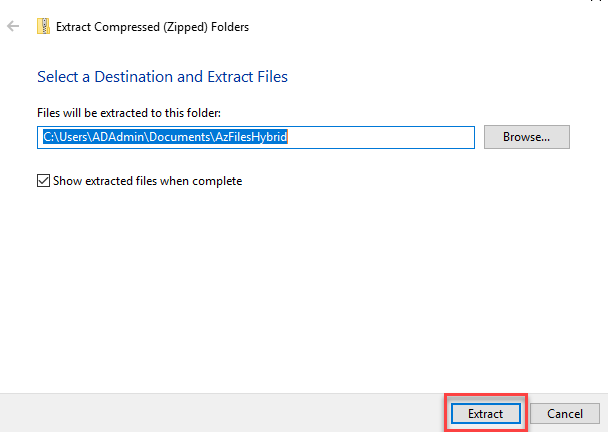 Extract Compressed (Zipped) Folders
Select a Destination and Extract Files
Files will be extracted to this folder:
C:\Users\ADAdmin\Documents\AzFilesHybrid
Browse...
Show extracted files when complete
Extract
Cancel